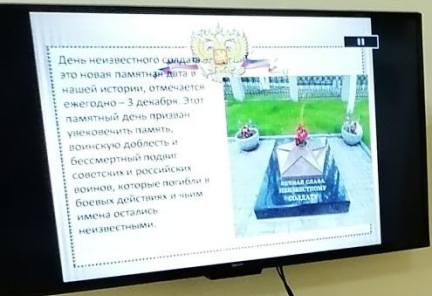 День неизвестного солдата –
это новая памятная дата в
нашей истории, отмечается
ежегодно – 3 декабря. Этот
памятный день призван
увековечить память,
воинскую доблесть и
бессмертный подвиг
советских и российских
воинов, которые погибли в
боевых действиях и чьим
имена остались
неизвестными.
ВЕЧНАЯ СЛАВА
НЕИЗВЕСТНОМУ
СОЛДАТУ